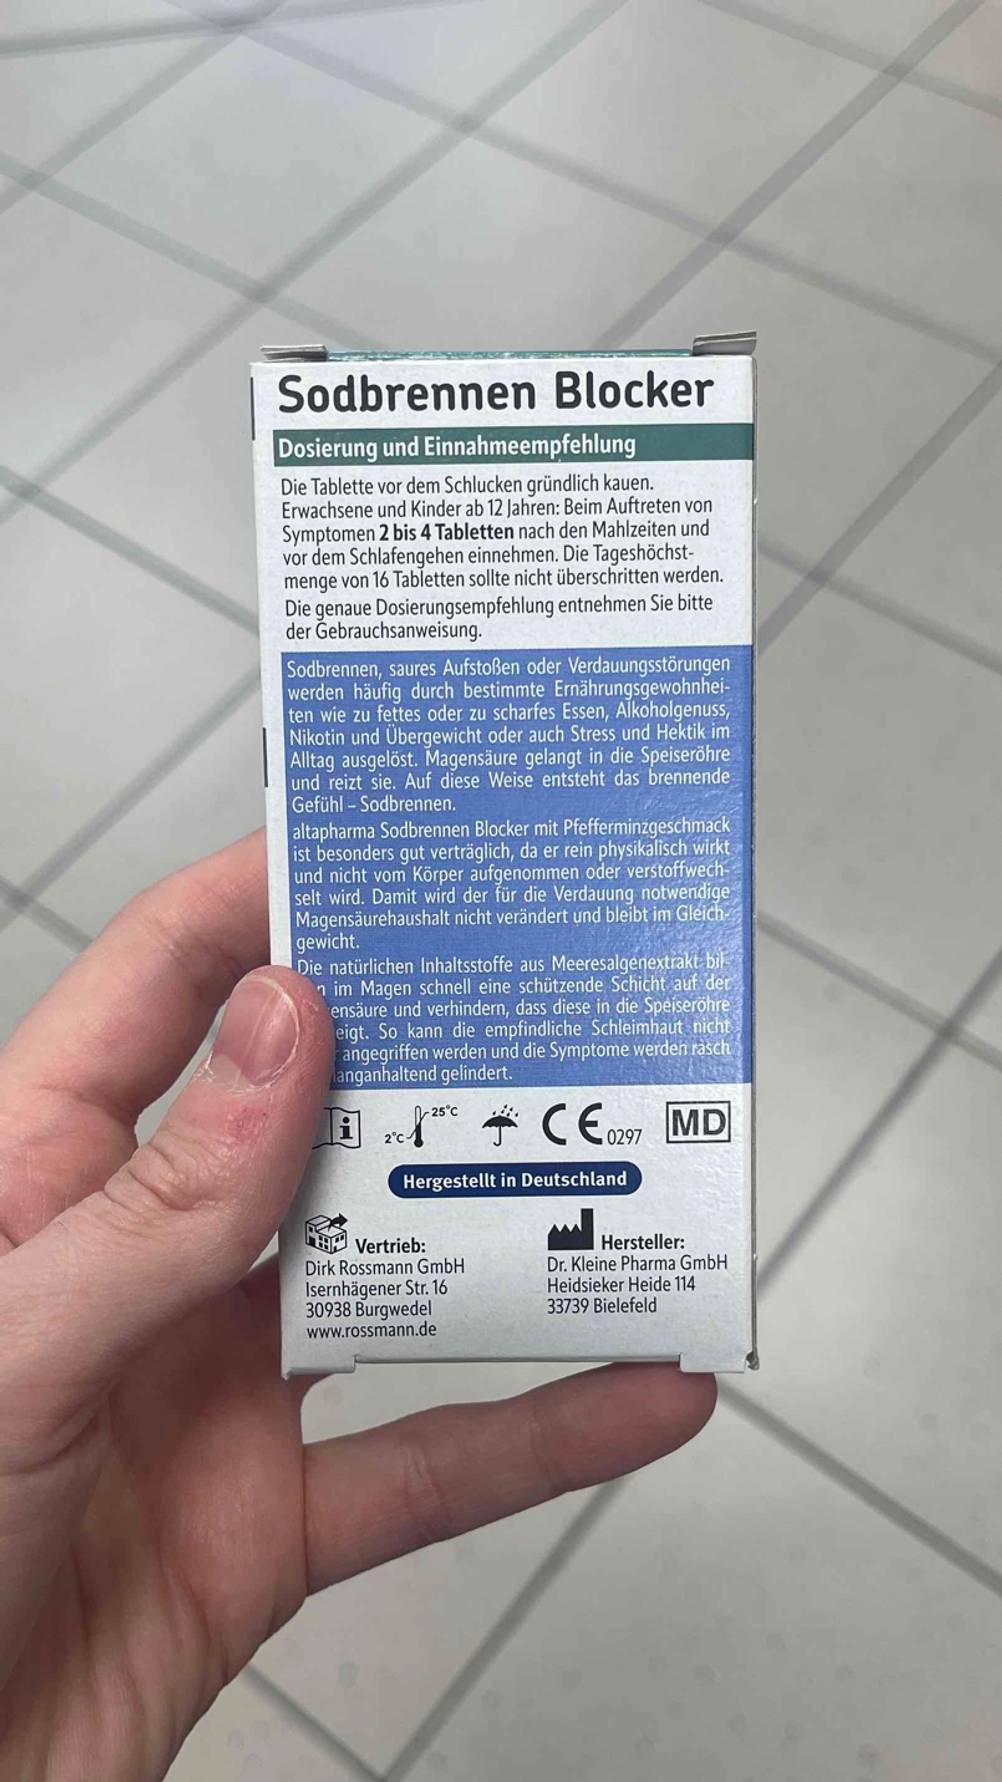 Sodbrennen Blocker
Dosierung und Einnahmeempfehlung
Die Tablette vor dem Schlucken gründlich kauen.
Erwachsene und Kinder ab 12 Jahren: Beim Auftreten von
Symptomen 2 bis 4 Tabletten nach den Mahlzeiten und
vor dem Schlafengehen einnehmen. Die Tageshöchst-
menge von 16 Tabletten sollte nicht überschritten werden.
Die genaue Dosierungsempfehlung entnehmen Sie bitte
der Gebrauchsanweisung.
Sodbrennen, saures Aufstoßen oder Verdauungsstörungen
werden häufig durch bestimmte Ernährungsgewohnhei-
ten wie zu fettes oder zu scharfes Essen, Alkoholgenuss,
Nikotin und Übergewicht oder auch Stress und Hektik im
Alltag ausgelöst. Magensäure gelangt in die Speiseröhre
und reizt sie. Auf diese Weise entsteht das brennende
Gefühl – Sodbrennen.
altapharma Sodbrennen Blocker mit Pfefferminzgeschmack
ist besonders gut verträglich, da er rein physikalisch wirkt
und nicht vom Körper aufgenommen oder verstoffwech-
selt wird. Damit wird der für die Verdauung notwendige
Magensäurehaushalt nicht verändert und bleibt im Gleich-
gewicht.
Die natürlichen Inhaltsstoffe aus Meeresalgenextrakt bil-
n im Magen schnell eine schützende Schicht auf der
ensäure und verhindern, dass diese in die Speiseröhre
eigt. So kann die empfindliche Schleimhaut nicht
angegriffen werden und die Symptome werden rasch
langanhaltend gelindert.
i 2°C 25°C CE 0297 MD
Hergestellt in Deutschland
Vertrieb:
Dirk Rossmann GmbH
Isernhägener Str. 16
30938 Burgwedel
www.rossmann.de
Hersteller:
Dr. Kleine Pharma GmbH
Heidsieker Heide 114
33739 Bielefeld